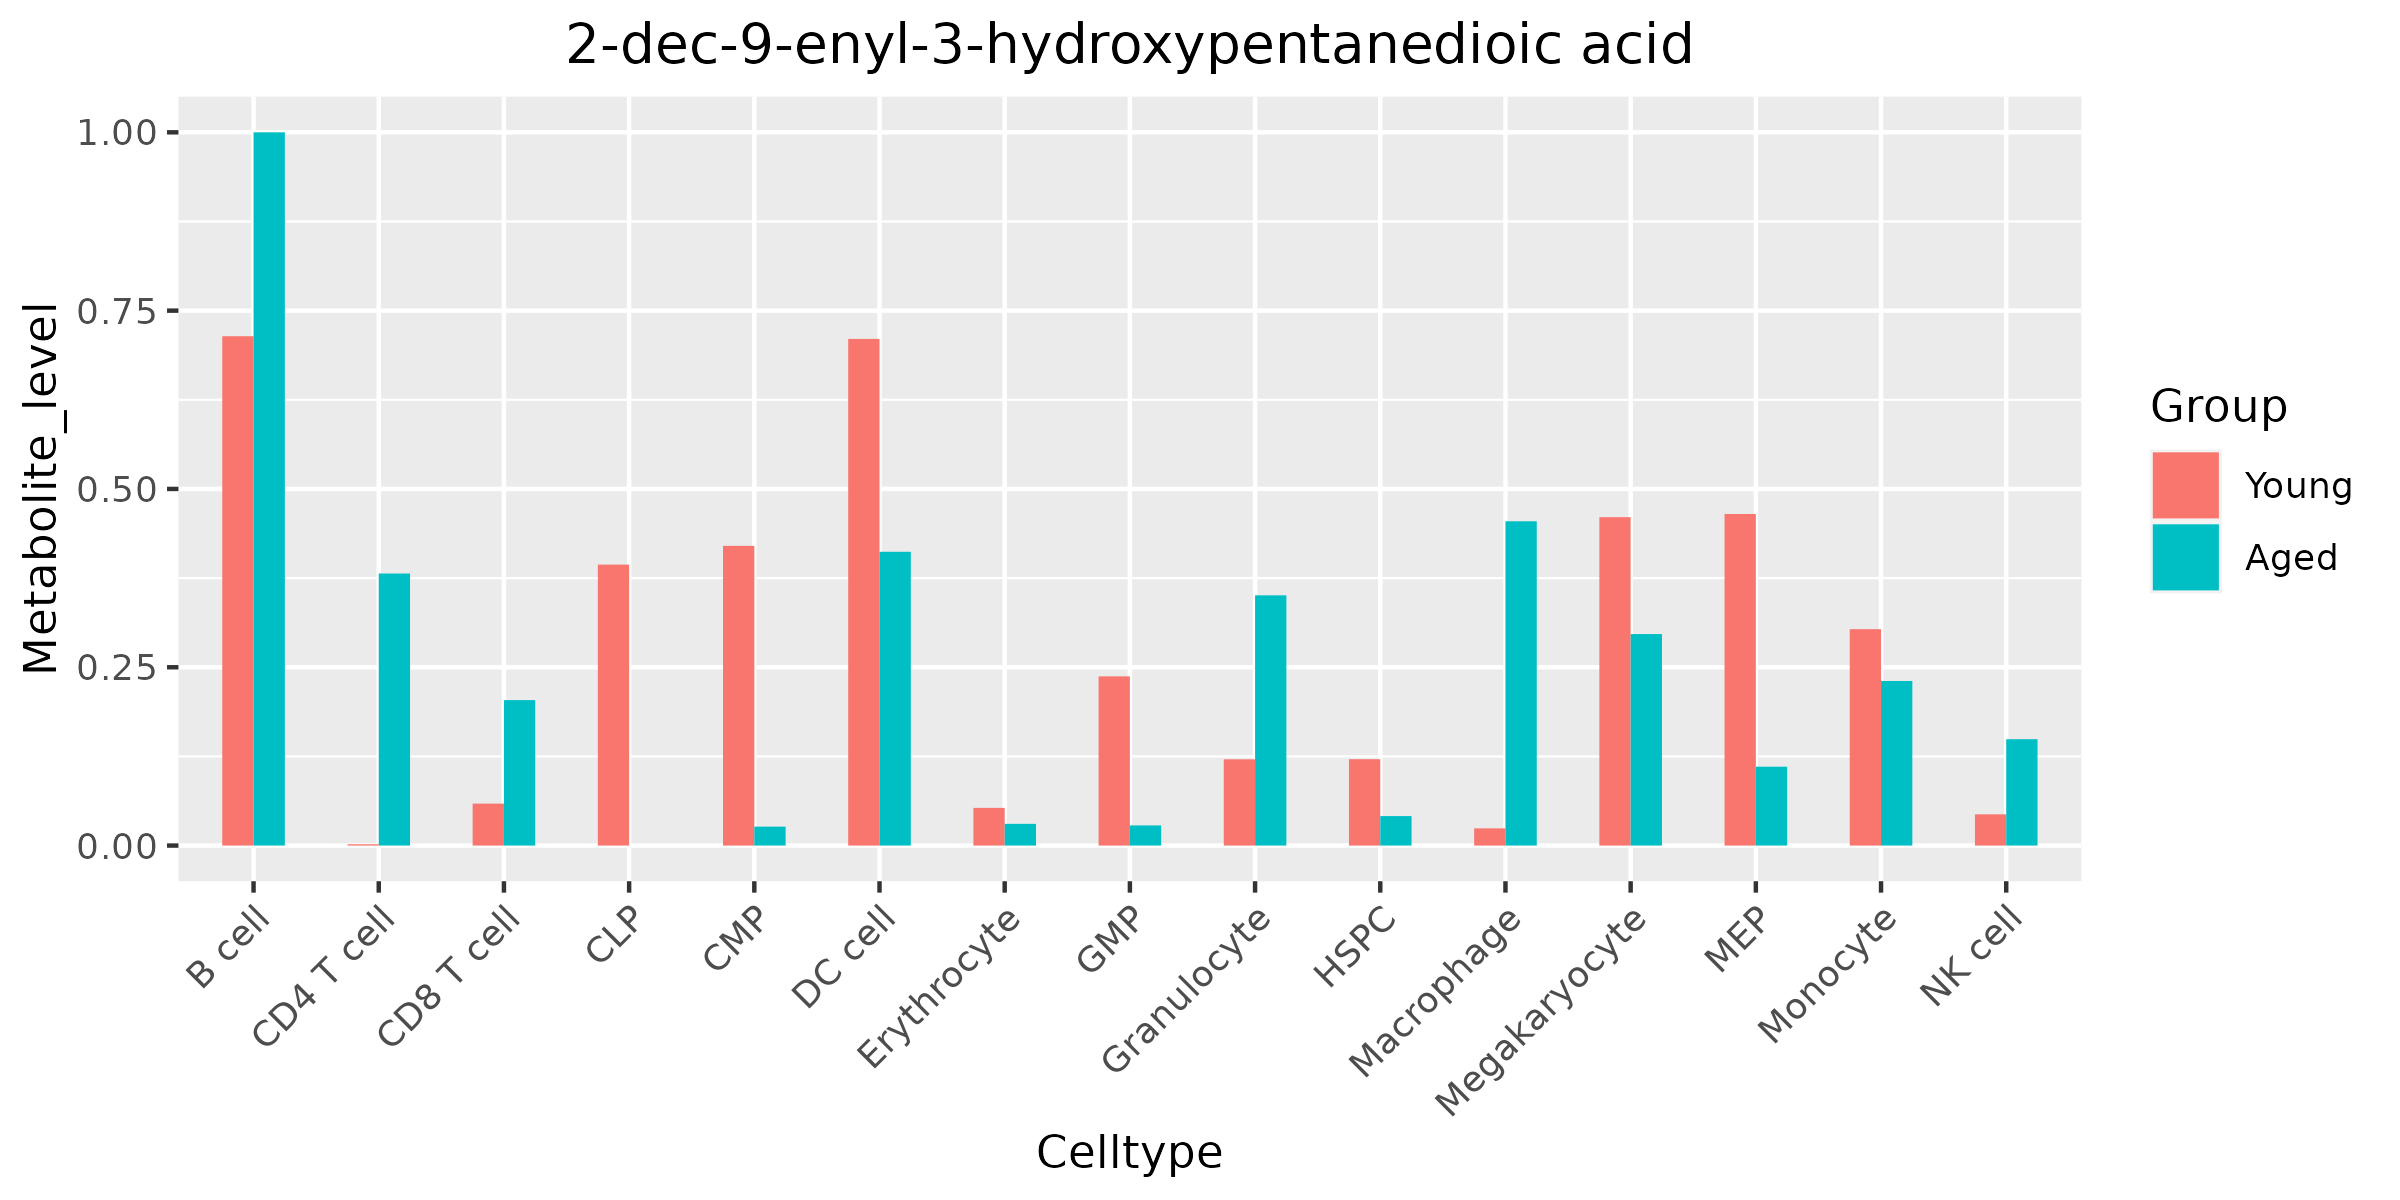 2-dec-9-enyl-3-hydroxypentanedioic acid
Metabolite_level
1.00
0.75
0.50
0.25
0.00
B cell
CD4 T cell
CD8 T cell
CLP
CMP
DC cell
Erythrocyte
GMP
Granulocyte
HSPC
Macrophage
Megakaryocyte
MEP
Monocyte
NK cell
Celltype
Group
Young
Aged